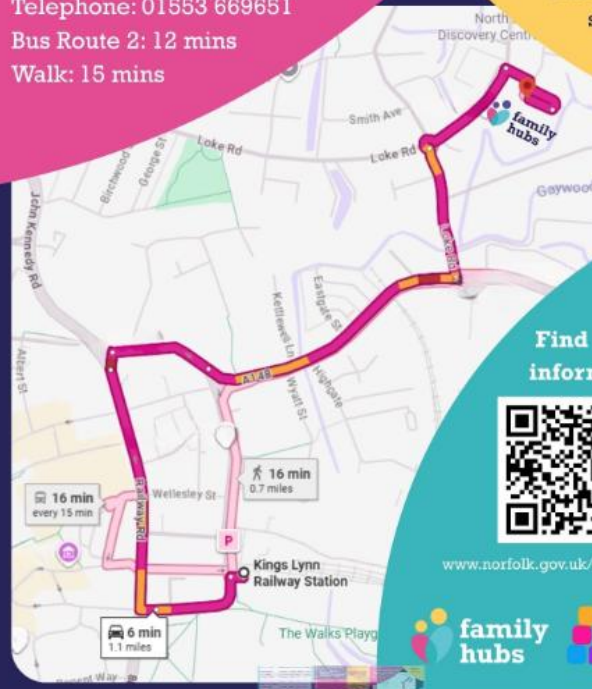 Telephone: 01553 669651
Bus Route 2: 12 mins
Walk: 15 mins
North
Discovery
Smith Ave
family
hubs
Loke Rd
Loke Rd
Birchwood
George St
Gaywood
John Kennedy Rd
Loke Rd
Eastgate St
Kettlewell Ln
Highgate
Wyatt St
Albert St
A148
Find
16 min
0.7 miles
16 min
every 15 min
Wellesley St
Railway Rd
P
Kings Lynn
Railway Station
www.norfolk.gov.uk/
6 min
1.1 miles
The Walks
family
hubs